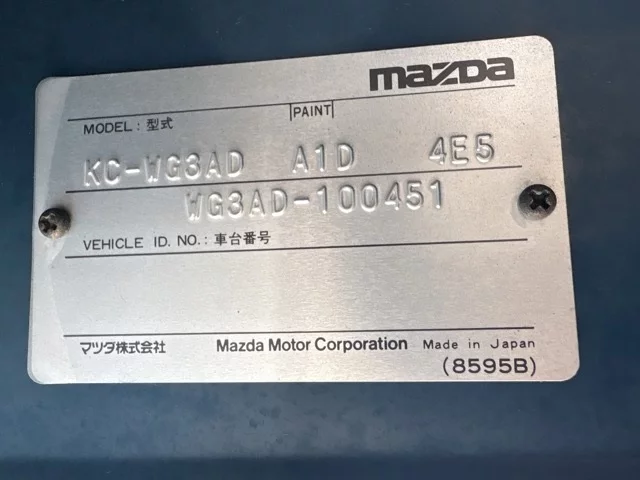 mazda
MODEL : 型式 PAINT
KC-WG3AD A1D 4E5
WG3AD-100451
VEHICLE ID. NO. : 車台番号
マツダ株式会社 Mazda Motor Corporation Made in Japan
(8595B)